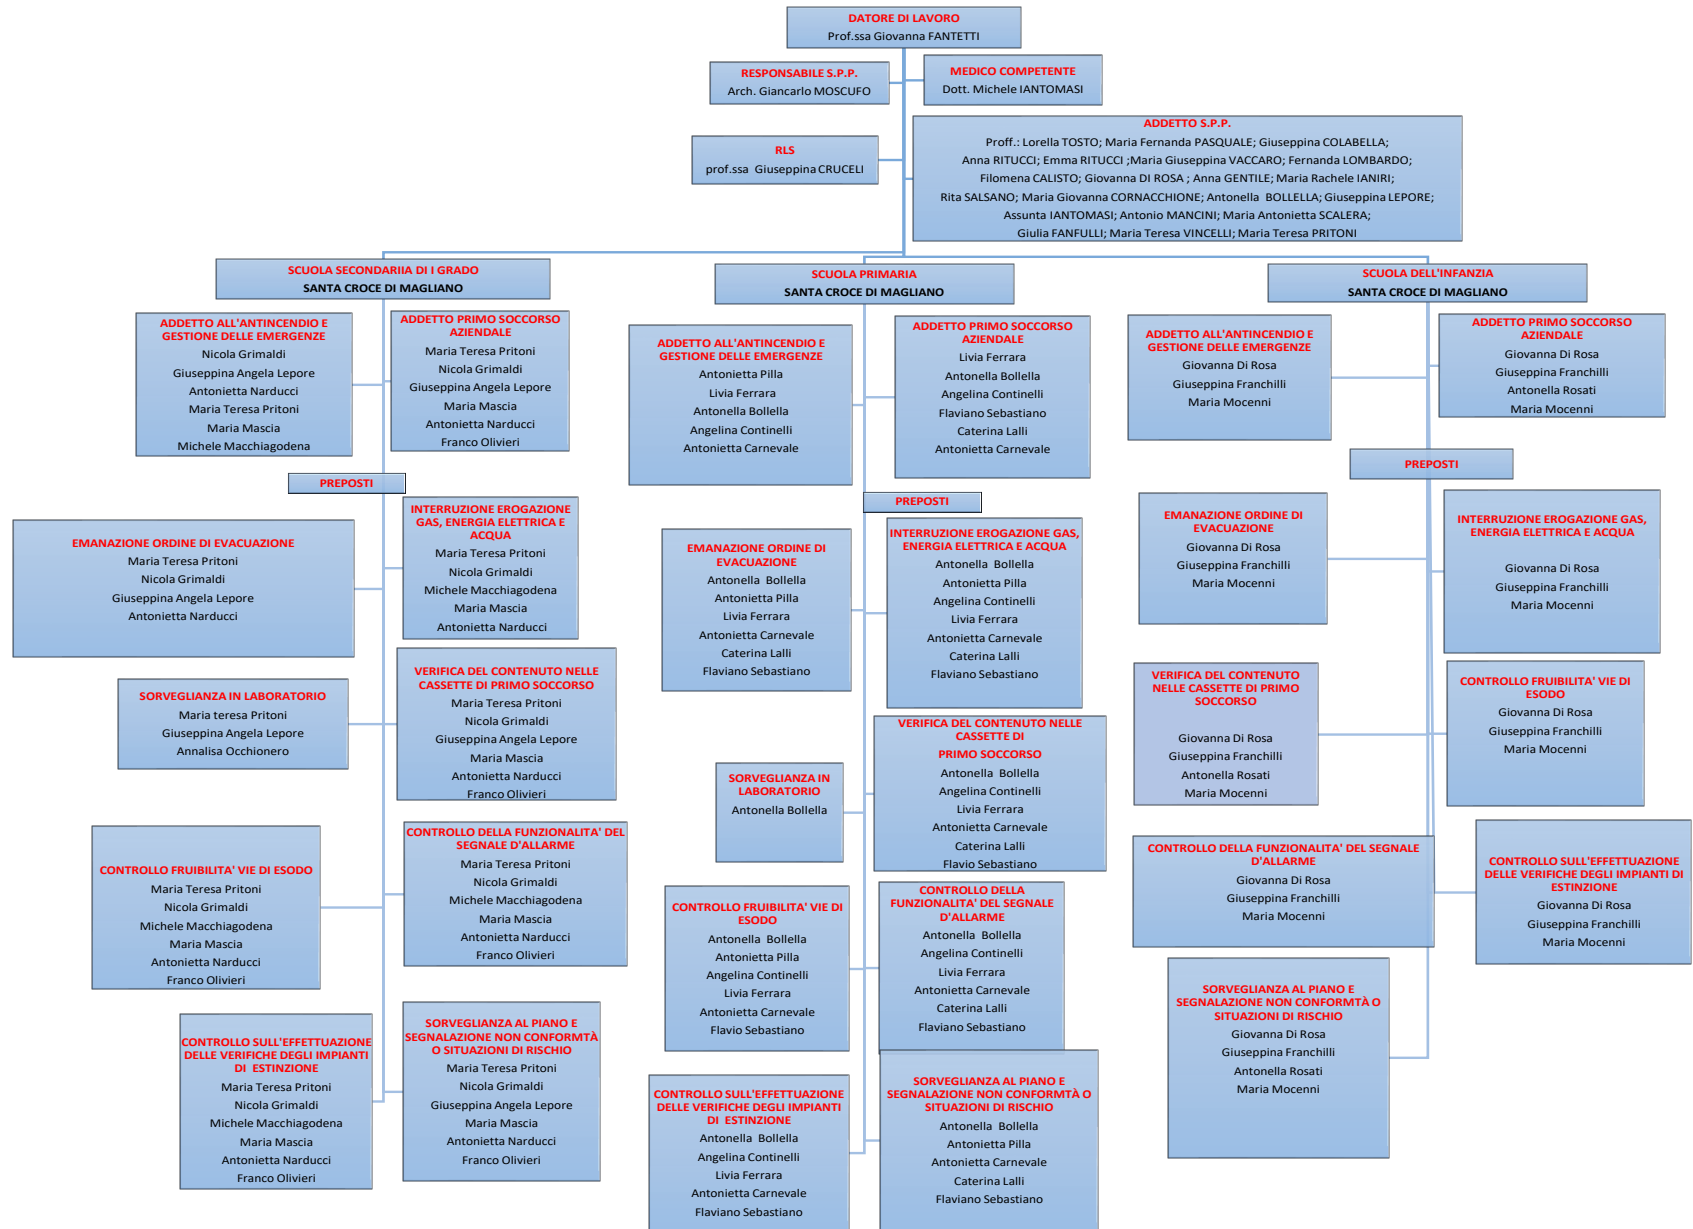 DATORE DI LAVORO
Prof.ssa Giovanna FANTETTI
RESPONSABILE S.P.P.
Arch. Giancarlo MOSCUFO
MEDICO COMPETENTE
Dott. Michele IANTOMASI
RLS
prof.ssa Giuseppina CRUCELI
ADDETTO S.P.P.
Proff.: Lorella TOSTO; Maria Fernanda PASQUALE; Giuseppina COLABELLA;
Anna RITUCCI; Emma RITUCCI ;Maria Giuseppina VACCARO; Fernanda LOMBARDO;
Filomena CALISTO; Giovanna DI ROSA ; Anna GENTILE; Maria Rachele IANIRI;
Rita SALSANO; Maria Giovanna CORNACCHIONE; Antonella BOLLELLA; Giuseppina LEPORE;
Assunta IANTOMASI; Antonio MANCINI; Maria Antonietta SCALERA;
Giulia FANFULLI; Maria Teresa VINCELLI; Maria Teresa PRITONI
SCUOLA SECONDARIIA DI I GRADO
SANTA CROCE DI MAGLIANO
ADDETTO ALL'ANTINCENDIO E
GESTIONE DELLE EMERGENZE
Nicola Grimaldi
Giuseppina Angela Lepore
Antonietta Narducci
Maria Teresa Pritoni
Maria Mascia
Michele Macchiagodena
ADDETTO PRIMO SOCCORSO
AZIENDALE
Maria Teresa Pritoni
Nicola Grimaldi
Giuseppina Angela Lepore
Maria Mascia
Antonietta Narducci
Franco Olivieri
PREPOSTI
EMANAZIONE ORDINE DI EVACUAZIONE
Maria Teresa Pritoni
Nicola Grimaldi
Giuseppina Angela Lepore
Antonietta Narducci
INTERRUZIONE EROGAZIONE
GAS, ENERGIA ELETTRICA E
ACQUA
Maria Teresa Pritoni
Nicola Grimaldi
Michele Macchiagodena
Maria Mascia
Antonietta Narducci
SORVEGLIANZA IN LABORATORIO
Maria teresa Pritoni
Giuseppina Angela Lepore
Annalisa Occhionero
VERIFICA DEL CONTENUTO NELLE
CASSETTE DI PRIMO SOCCORSO
Maria Teresa Pritoni
Nicola Grimaldi
Giuseppina Angela Lepore
Maria Mascia
Antonietta Narducci
Franco Olivieri
CONTROLLO FRUIBILITA' VIE DI ESODO
Maria Teresa Pritoni
Nicola Grimaldi
Michele Macchiagodena
Maria Mascia
Antonietta Narducci
Franco Olivieri
CONTROLLO DELLA FUNZIONALITA' DEL
SEGNALE D'ALLARME
Maria Teresa Pritoni
Nicola Grimaldi
Michele Macchiagodena
Maria Mascia
Antonietta Narducci
Franco Olivieri
CONTROLLO SULL'EFFETTUAZIONE
DELLE VERIFICHE DEGLI IMPIANTI
DI ESTINZIONE
Maria Teresa Pritoni
Nicola Grimaldi
Michele Macchiagodena
Maria Mascia
Antonietta Narducci
Franco Olivieri
SORVEGLIANZA AL PIANO E
SEGNALAZIONE NON CONFORMTÀ
O SITUAZIONI DI RISCHIO
Maria Teresa Pritoni
Nicola Grimaldi
Giuseppina Angela Lepore
Maria Mascia
Antonietta Narducci
Franco Olivieri
SCUOLA PRIMARIA
SANTA CROCE DI MAGLIANO
ADDETTO ALL'ANTINCENDIO E
GESTIONE DELLE EMERGENZE
Antonietta Pilla
Livia Ferrara
Antonella Bollella
Angelina Continelli
Antonietta Carnevale
ADDETTO PRIMO SOCCORSO
AZIENDALE
Livia Ferrara
Antonella Bollella
Angelina Continelli
Flaviano Sebastiano
Caterina Lalli
Antonietta Carnevale
PREPOSTI
EMANAZIONE ORDINE DI
EVACUAZIONE
Antonella Bollella
Antonietta Pilla
Livia Ferrara
Antonietta Carnevale
Caterina Lalli
Flaviano Sebastiano
INTERRUZIONE EROGAZIONE GAS,
ENERGIA ELETTRICA E ACQUA
Antonella Bollella
Antonietta Pilla
Angelina Continelli
Livia Ferrara
Antonietta Carnevale
Caterina Lalli
Flaviano Sebastiano
SORVEGLIANZA IN
LABORATORIO
Antonella Bollella
VERIFICA DEL CONTENUTO NELLE
CASSETTE DI
PRIMO SOCCORSO
Antonella Bollella
Angelina Continelli
Livia Ferrara
Antonietta Carnevale
Caterina Lalli
Flavio Sebastiano
CONTROLLO FRUIBILITA' VIE DI
ESODO
Antonella Bollella
Antonietta Pilla
Angelina Continelli
Livia Ferrara
Antonietta Carnevale
Flavio Sebastiano
CONTROLLO DELLA
FUNZIONALITA' DEL SEGNALE
D'ALLARME
Antonella Bollella
Angelina Continelli
Livia Ferrara
Antonietta Carnevale
Caterina Lalli
Flaviano Sebastiano
CONTROLLO SULL'EFFETTUAZIONE
DELLE VERIFICHE DEGLI IMPIANTI
DI ESTINZIONE
Antonella Bollella
Angelina Continelli
Livia Ferrara
Antonietta Carnevale
Flaviano Sebastiano
SORVEGLIANZA AL PIANO E
SEGNALAZIONE NON CONFORMTÀ O
SITUAZIONI DI RISCHIO
Antonella Bollella
Antonietta Pilla
Antonietta Carnevale
Caterina Lalli
Flaviano Sebastiano
SCUOLA DELL'INFANZIA
SANTA CROCE DI MAGLIANO
ADDETTO ALL'ANTINCENDIO E
GESTIONE DELLE EMERGENZE
Giovanna Di Rosa
Giuseppina Franchilli
Maria Mocenni
ADDETTO PRIMO SOCCORSO
AZIENDALE
Giovanna Di Rosa
Giuseppina Franchilli
Antonella Rosati
Maria Mocenni
PREPOSTI
EMANAZIONE ORDINE DI
EVACUAZIONE
Giovanna Di Rosa
Giuseppina Franchilli
Maria Mocenni
INTERRUZIONE EROGAZIONE GAS,
ENERGIA ELETTRICA E ACQUA
Giovanna Di Rosa
Giuseppina Franchilli
Maria Mocenni
VERIFICA DEL CONTENUTO
NELLE CASSETTE DI PRIMO
SOCCORSO
Giovanna Di Rosa
Giuseppina Franchilli
Antonella Rosati
Maria Mocenni
CONTROLLO FRUIBILITA' VIE DI
ESODO
Giovanna Di Rosa
Giuseppina Franchilli
Maria Mocenni
CONTROLLO DELLA FUNZIONALITA' DEL SEGNALE
D'ALLARME
Giovanna Di Rosa
Giuseppina Franchilli
Maria Mocenni
CONTROLLO SULL'EFFETTUAZIONE
DELLE VERIFICHE DEGLI IMPIANTI DI
ESTINZIONE
Giovanna Di Rosa
Giuseppina Franchilli
Maria Mocenni
SORVEGLIANZA AL PIANO E
SEGNALAZIONE NON CONFORMTÀ O
SITUAZIONI DI RISCHIO
Giovanna Di Rosa
Giuseppina Franchilli
Antonella Rosati
Maria Mocenni